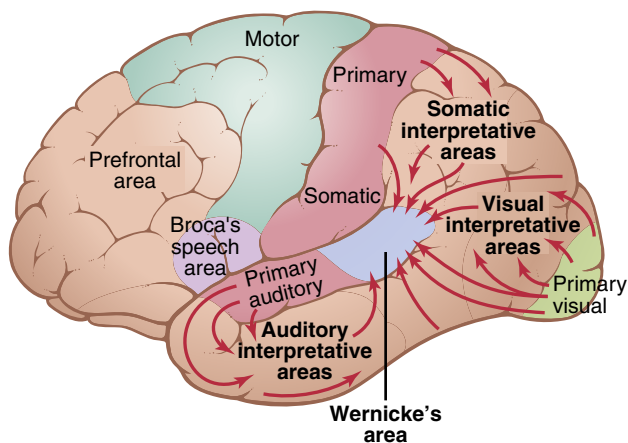 Motor
Primary
Somatic
interpretative
areas
Prefrontal
area
Somatic
Visual
interpretative
areas
Broca's
speech
area
Primary
auditory
Primary
visual
Auditory
interpretative
areas
Wernicke's
area